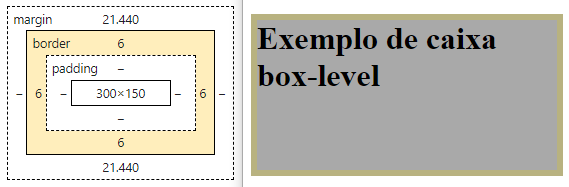 margin 21.440
border 6
padding –
– 6 – 300×150 – 6 –
–
6
21.440
Exemplo de caixa
box-level